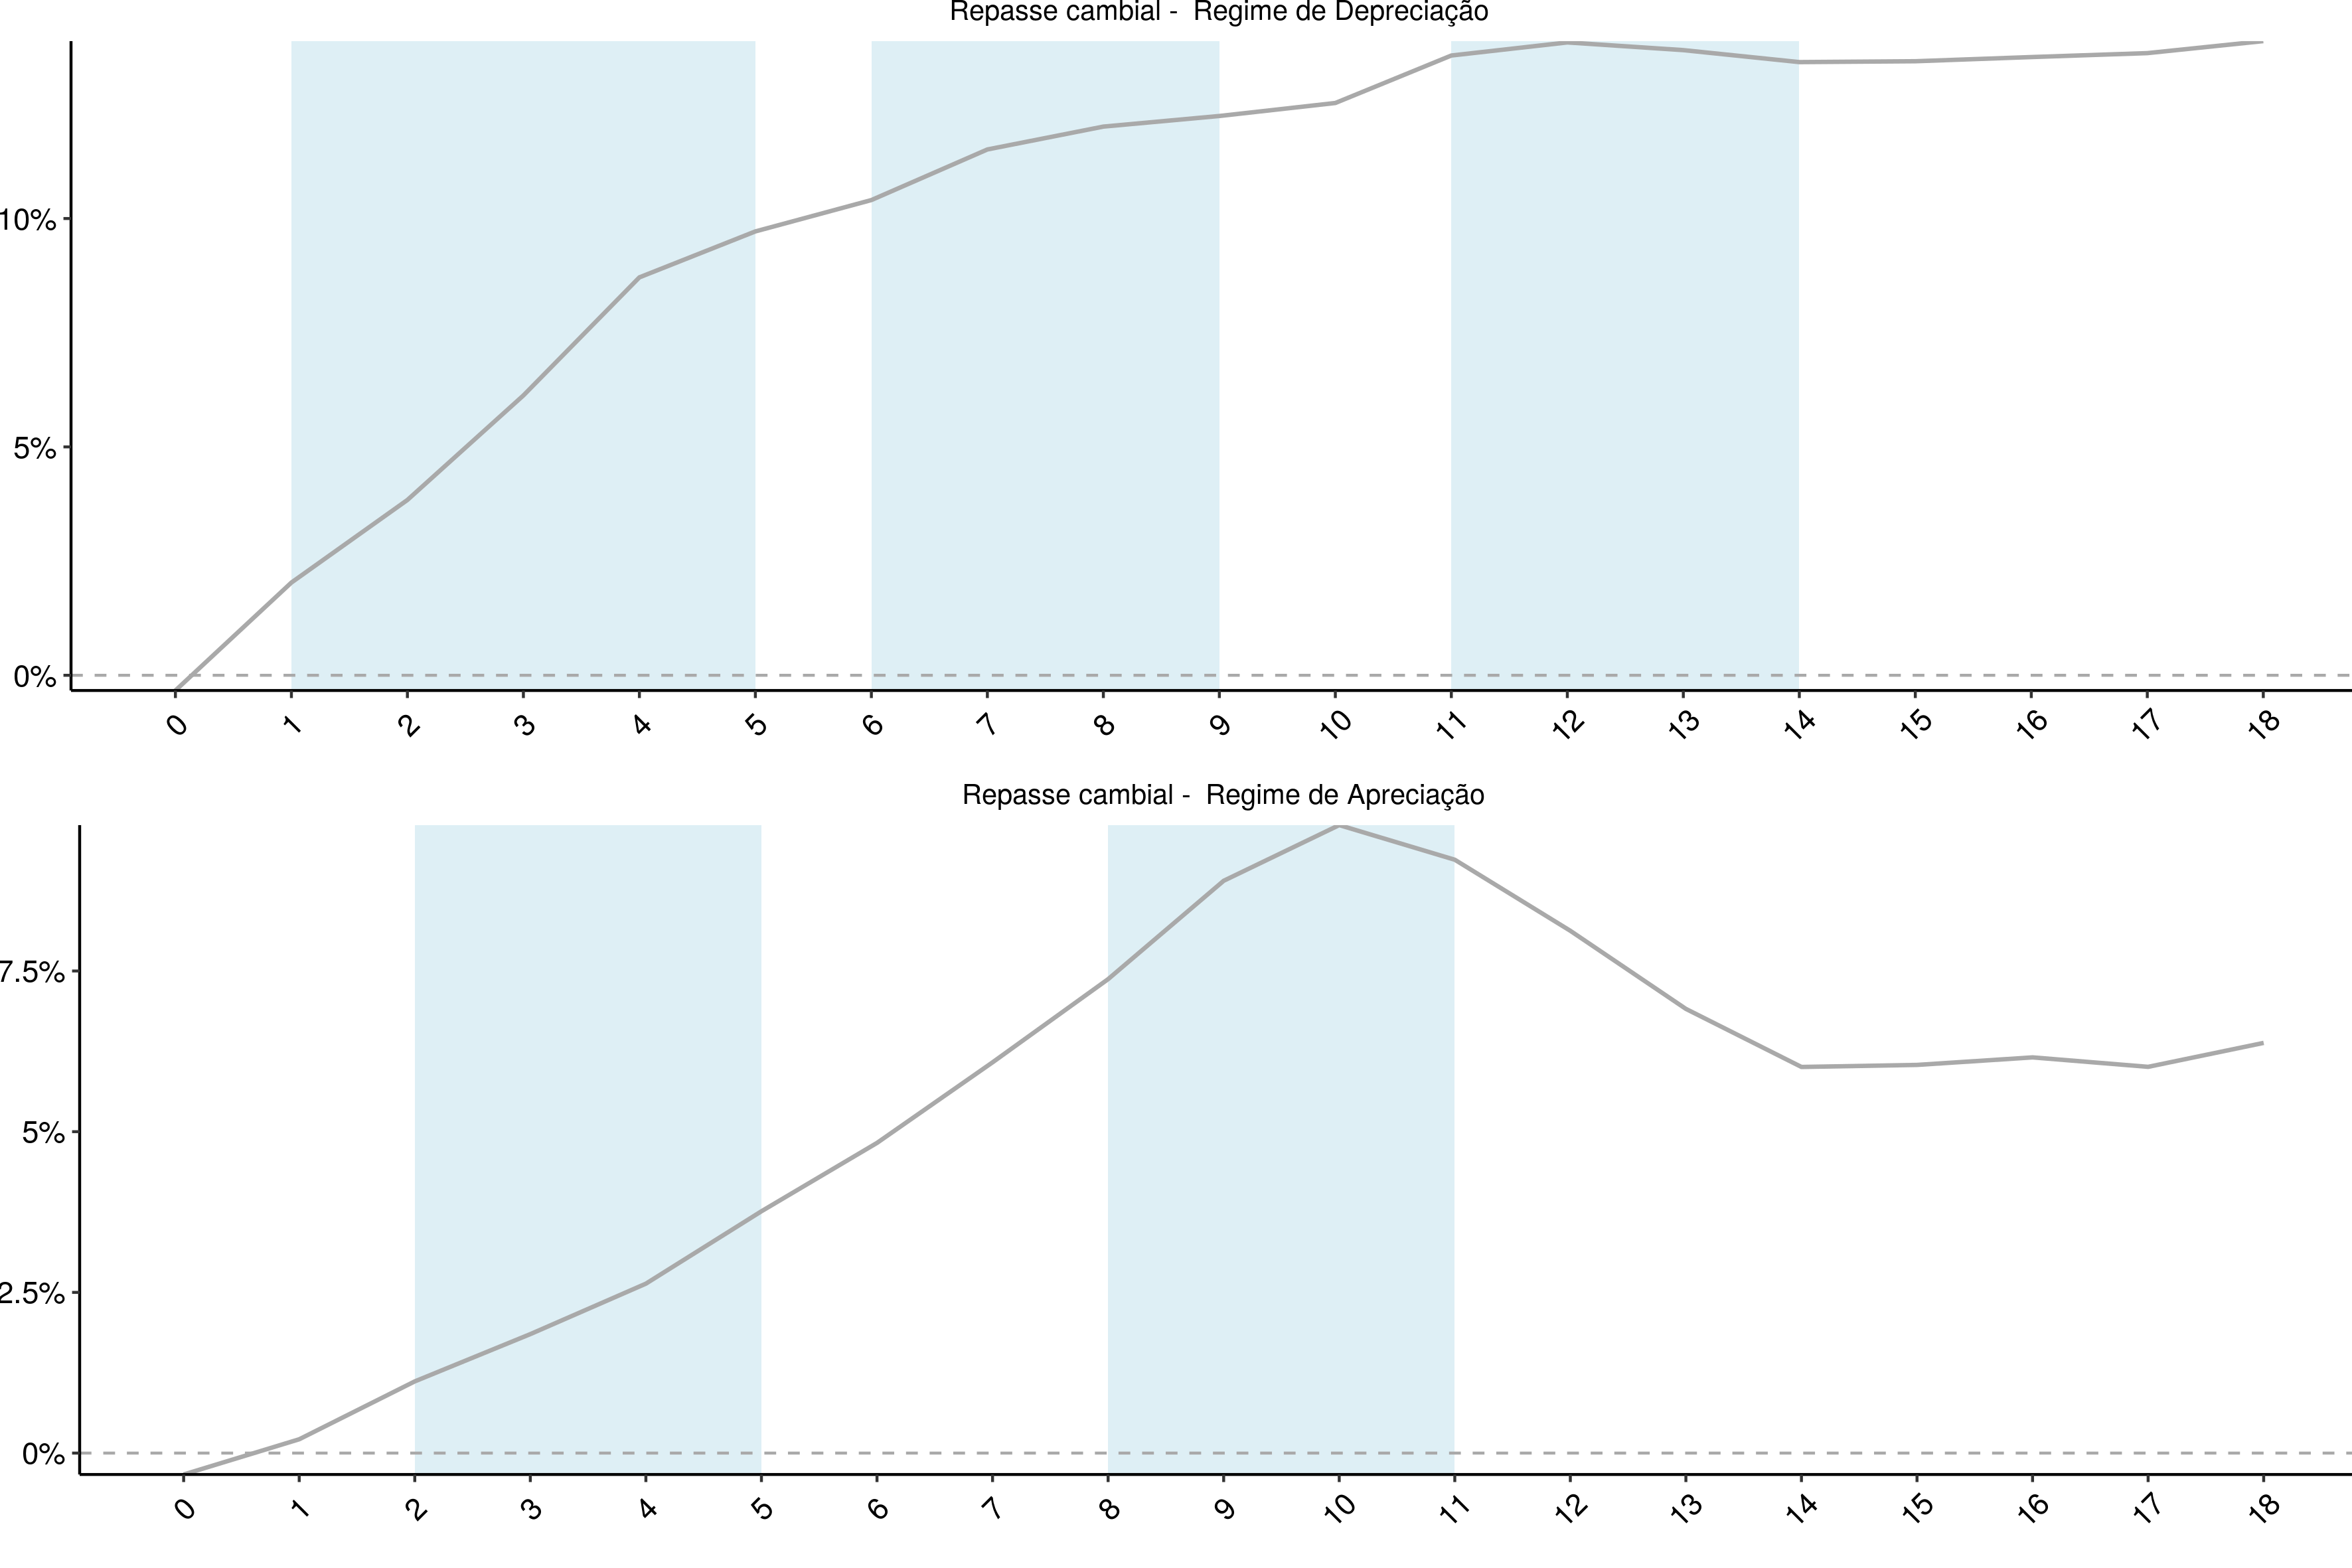 Repasse cambial -  Regime de Depreciação
10%
5%
0%
0 1 2 3 4 5 6 7 8 9 10 11 12 13 14 15 16 17 18
Repasse cambial -  Regime de Apreciação
7.5%
5%
2.5%
0%
0 1 2 3 4 5 6 7 8 9 10 11 12 13 14 15 16 17 18